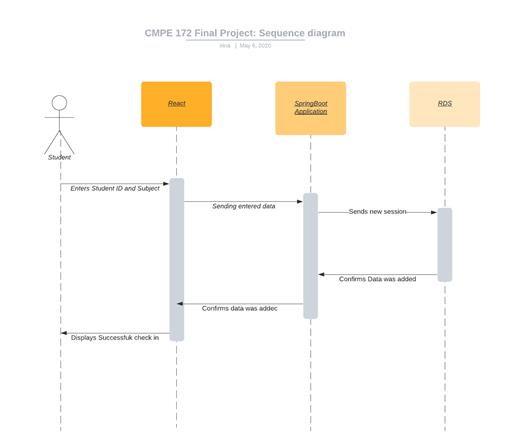 CMPE 172 Final Project: Sequence diagram
Hina | May 6, 2020
React
SpringBoot
Application
RDS
Student
Enters Student ID and Subject
Sending entered data
Sends new session
Confirms Data was added
Confirms data was addec
Displays Successfuk check in